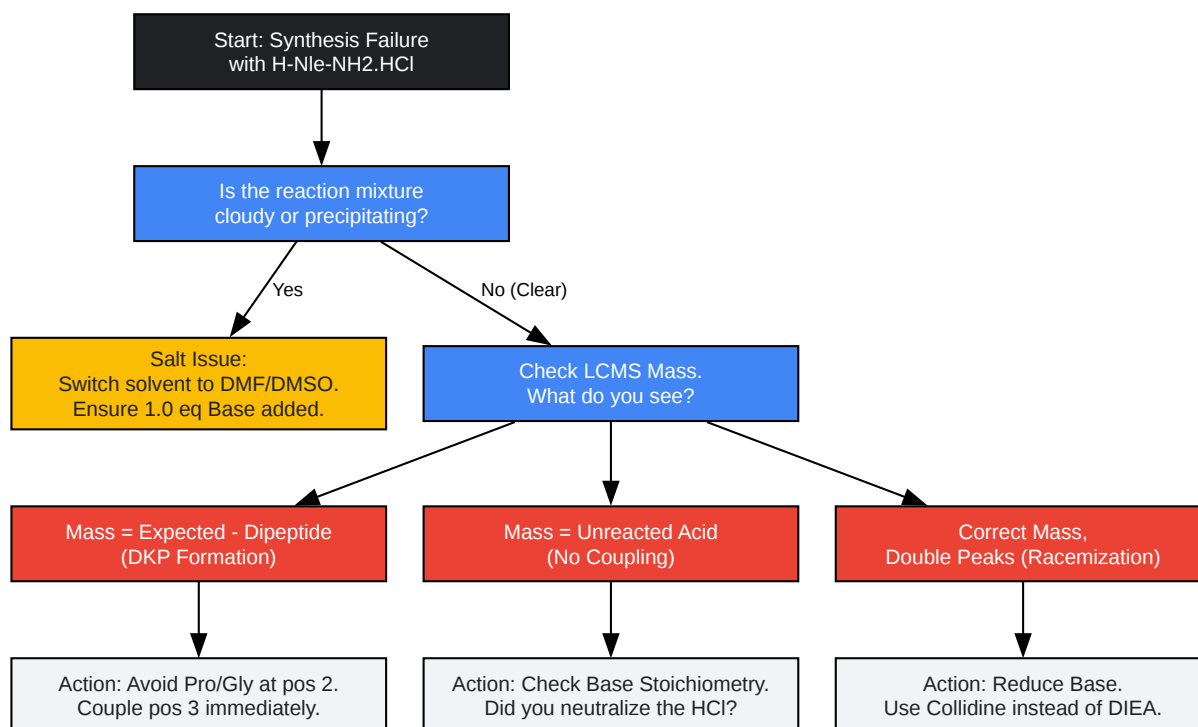 Start: Synthesis Failure
with H-Nle-NH2.HCl
Is the reaction mixture
cloudy or precipitating?
Yes
No (Clear)
Salt Issue:
Switch solvent to DMF/DMSO.
Ensure 1.0 eq Base added.
Check LCMS Mass.
What do you see?
Mass = Expected - Dipeptide
(DKP Formation)
Mass = Unreacted Acid
(No Coupling)
Correct Mass,
Double Peaks (Racemization)
Action: Avoid Pro/Gly at pos 2.
Couple pos 3 immediately.
Action: Check Base Stoichiometry.
Did you neutralize the HCl?
Action: Reduce Base.
Use Collidine instead of DIEA.